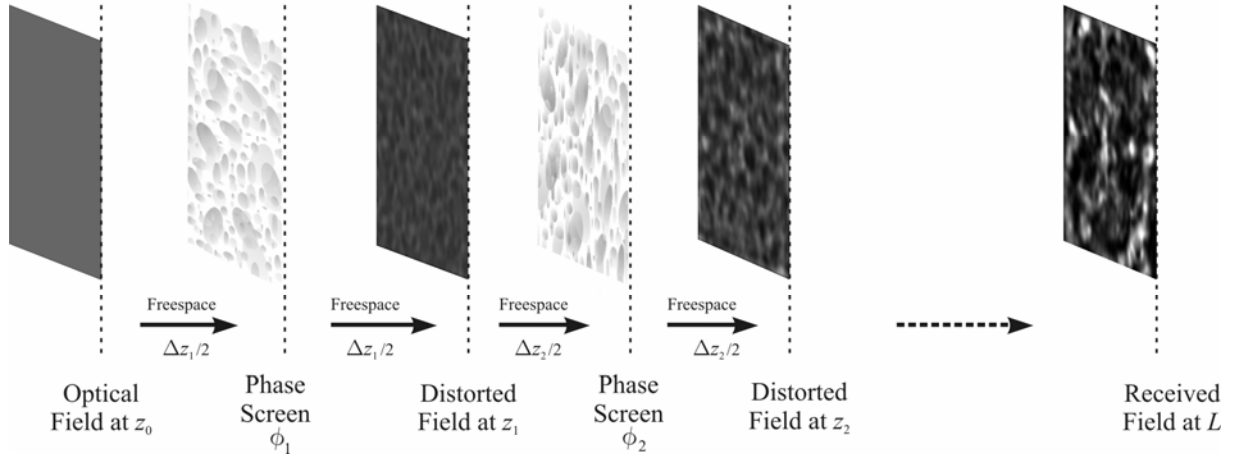 Freespace
Freespace
Freespace
Freespace
Δz₁/2
Δz₁/2
Δz₂/2
Δz₂/2
Optical
Field at z₀
Phase
Screen
ϕ₁
Distorted
Field at z₁
Phase
Screen
ϕ₂
Distorted
Field at z₂
Received
Field at L